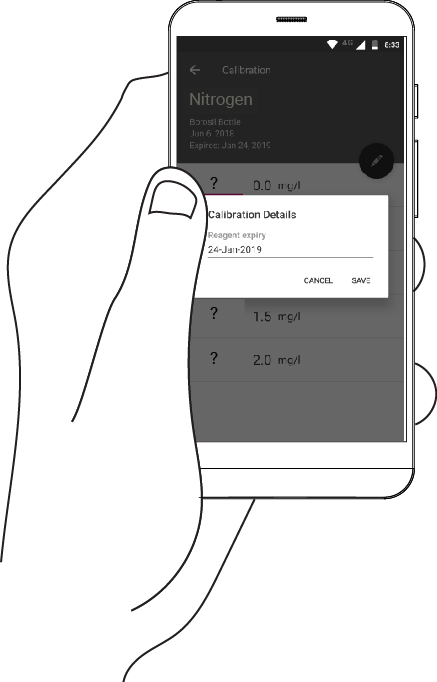 4G 6:33
Calibration
Nitrogen
Borosil Bottle
Jun 6, 2018
Expires: Jan 24, 2019
? 0.0 mg/l
Calibration Details
Reagent expiry
24-Jan-2019
CANCEL SAVE
? 1.5 mg/l
? 2.0 mg/l